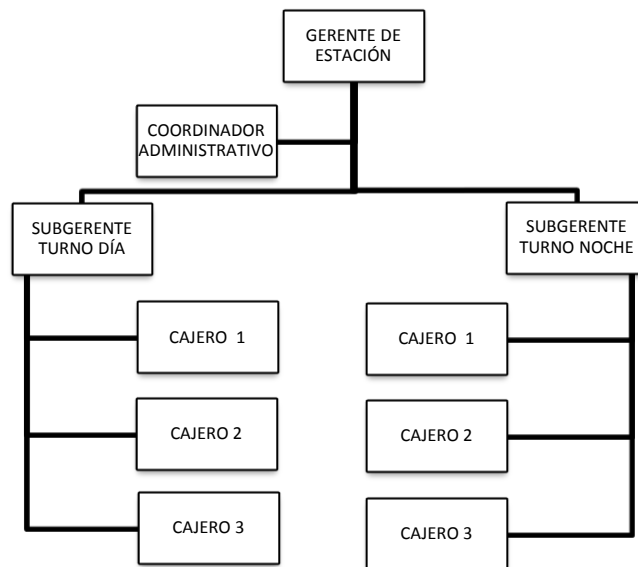 GERENTE DE
ESTACIÓN
COORDINADOR
ADMINISTRATIVO
SUBGERENTE
TURNO DÍA
SUBGERENTE
TURNO NOCHE
CAJERO 1
CAJERO 1
CAJERO 2
CAJERO 2
CAJERO 3
CAJERO 3